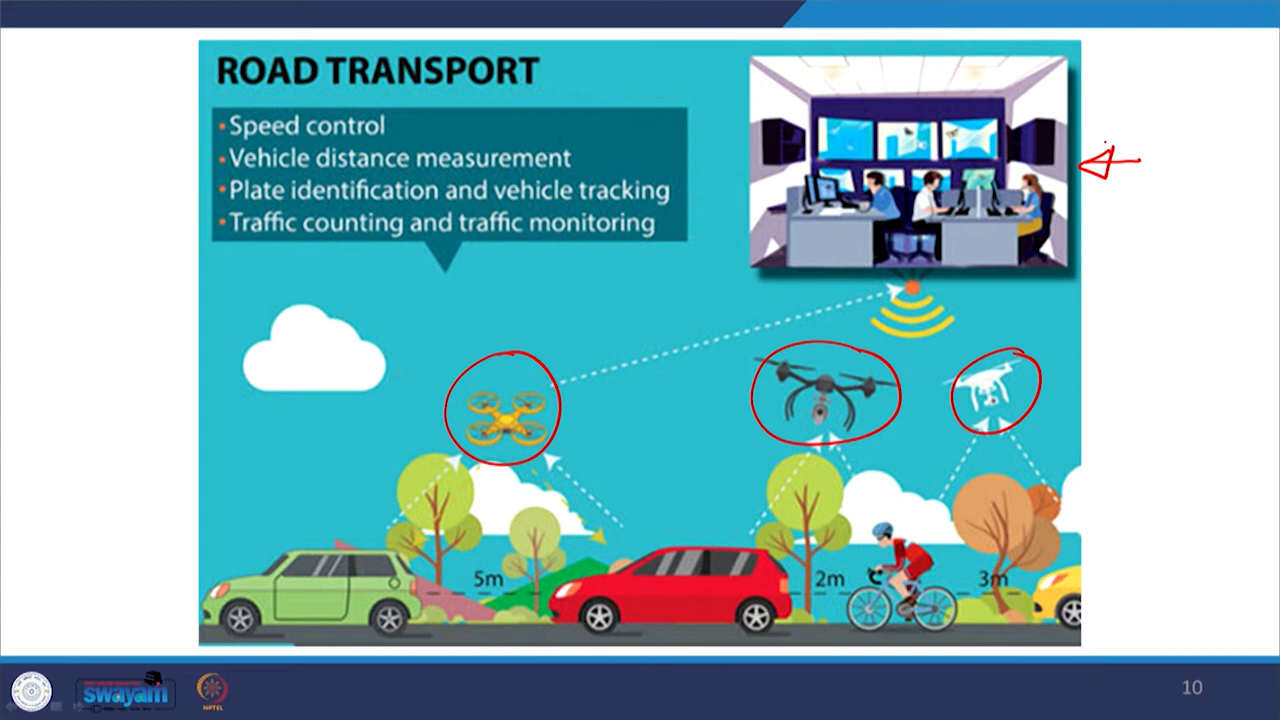 ROAD TRANSPORT
• Speed control
• Vehicle distance measurement
• Plate identification and vehicle tracking
• Traffic counting and traffic monitoring
5m
2m
3m
swayam
NPTEL
10